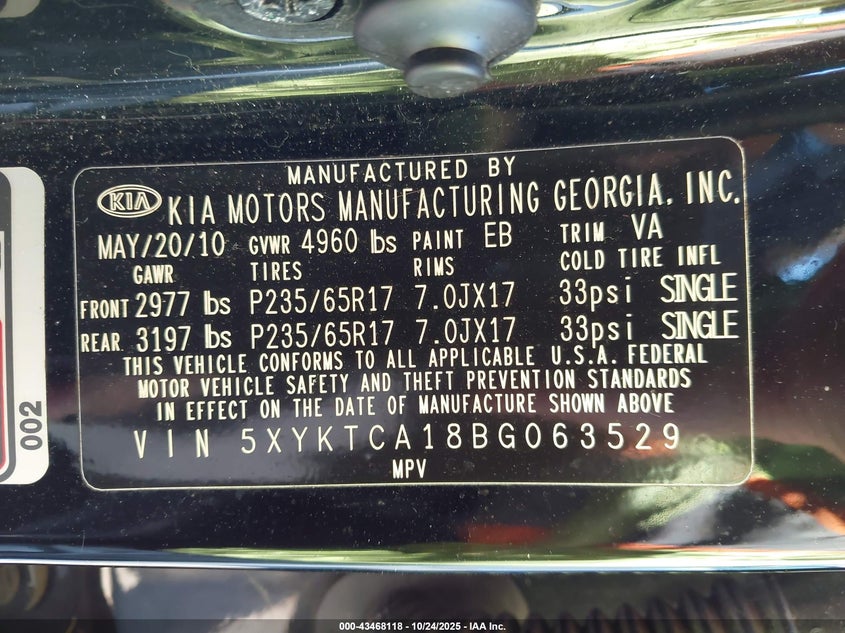 MANUFACTURED BY
KIA KIA MOTORS MANUFACTURING GEORGIA, INC.
MAY/20/10 GVWR 4960 lbs PAINT EB TRIM VA
GAWR TIRES RIMS COLD TIRE INFL
FRONT 2977 lbs P235/65R17 7.0JX17 33psi SINGLE
REAR 3197 lbs P235/65R17 7.0JX17 33psi SINGLE
THIS VEHICLE CONFORMS TO ALL APPLICABLE U.S.A. FEDERAL
MOTOR VEHICLE SAFETY AND THEFT PREVENTION STANDARDS
IN EFFECT ON THE DATE OF MANUFACTURE SHOWN ABOVE
VIN 5XYKTCA18BG063529
MPV
002
000-43468118 - 10/24/2025 - IAA Inc.